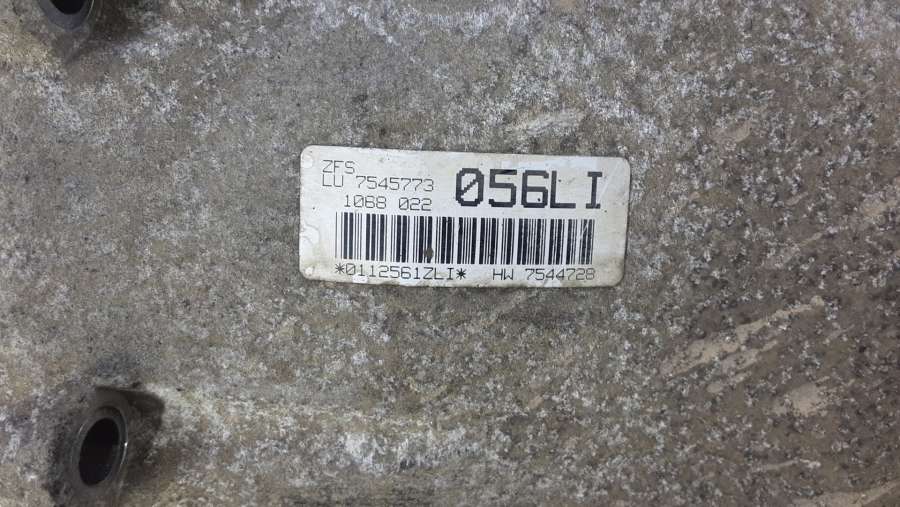 ZFS
LU 7545773 056LI
1068 022
*0112561ZLI* HW 7544728